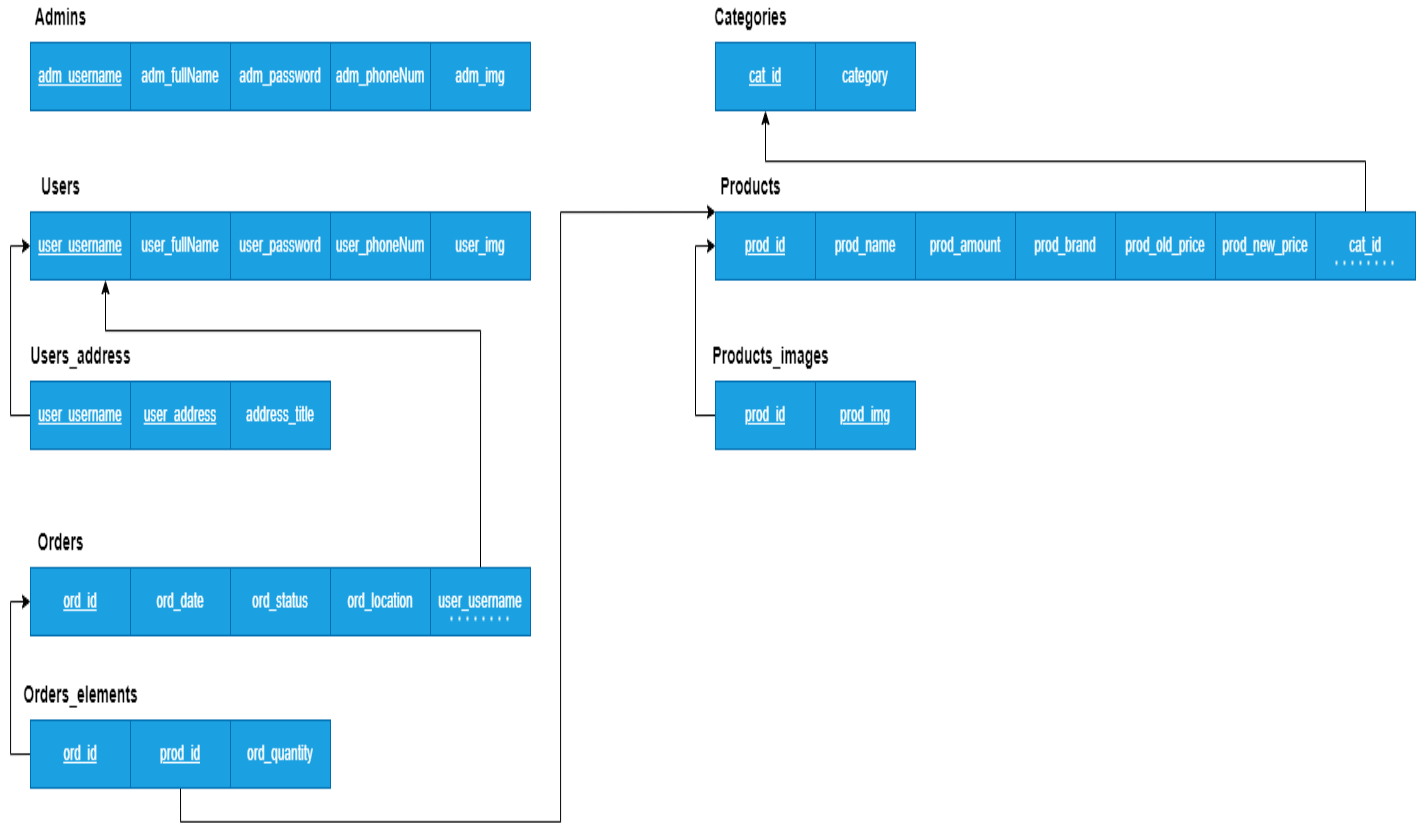 Admins
adm_username adm_fullName adm_password adm_phoneNum adm_img
Users
user_username user_fullName user_password user_phoneNum user_img
Users_address
user_username user_address address_title
Orders
ord_id ord_date ord_status ord_location user_username
Orders_elements
ord_id prod_id ord_quantity
Categories
cat_id category
Products
prod_id prod_name prod_amount prod_brand prod_old_price prod_new_price cat_id
Products_images
prod_id prod_img